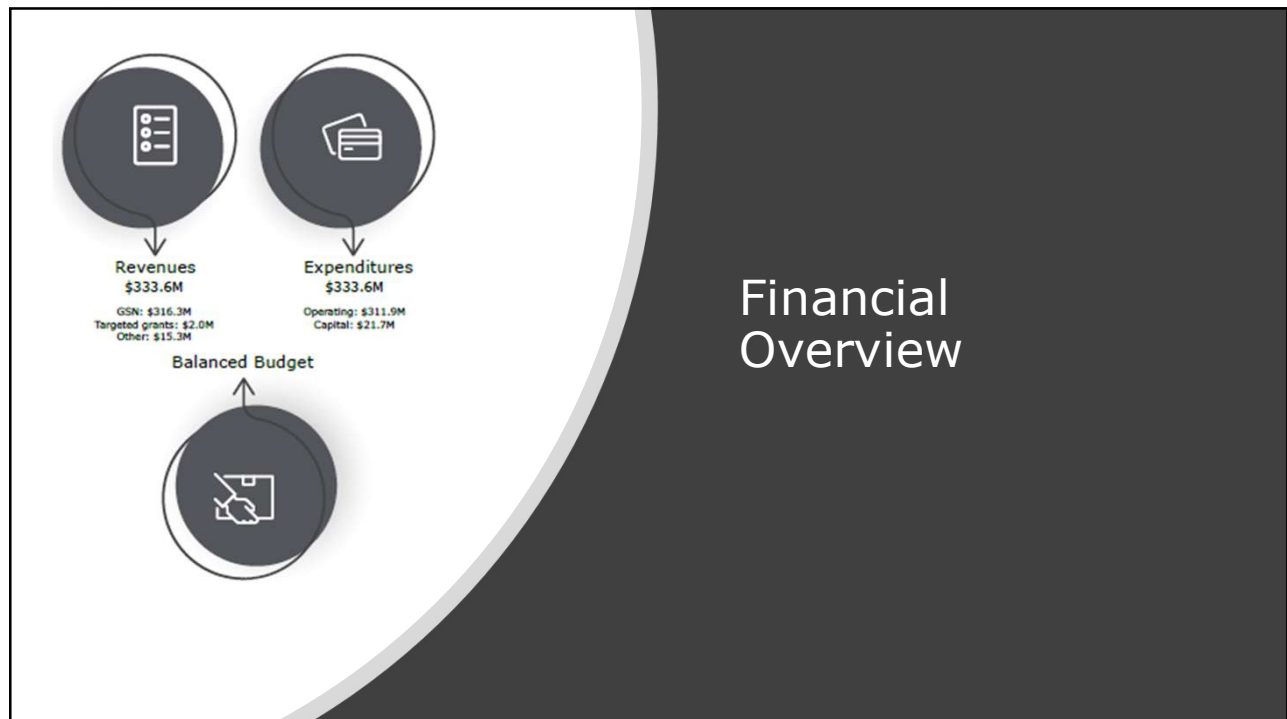 Revenues
$333.6M
GSN: $316.3M
Targeted grants: $2.0M
Other: $15.3M
Expenditures
$333.6M
Operating: $311.9M
Capital: $21.7M
Balanced Budget
Financial
Overview